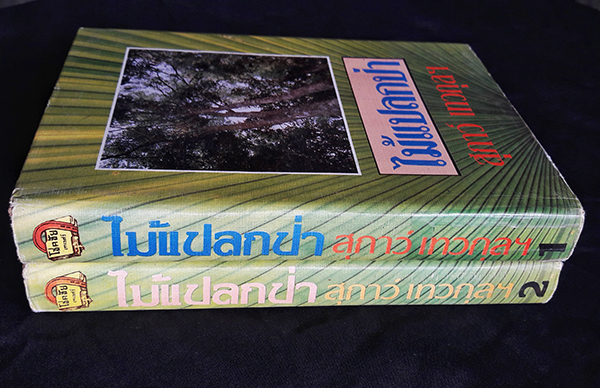 ไม้แปลกป่า
สุภาว์ เทวกุลฯ
ไม้แปลกป่า สุภาว์ เทวกุลฯ 1
ไม้แปลกป่า สุภาว์ เทวกุลฯ 2